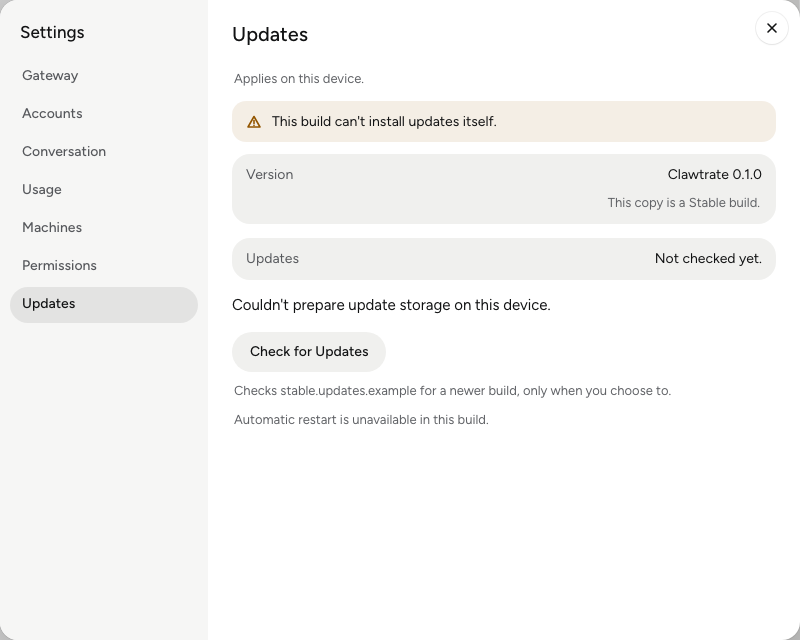 Settings
Gateway
Accounts
Conversation
Usage
Machines
Permissions
Updates
Updates
Applies on this device.
This build can't install updates itself.
Version
Clawtrate 0.1.0
This copy is a Stable build.
Updates
Not checked yet.
Couldn't prepare update storage on this device.
Check for Updates
Checks stable.updates.example for a newer build, only when you choose to.
Automatic restart is unavailable in this build.